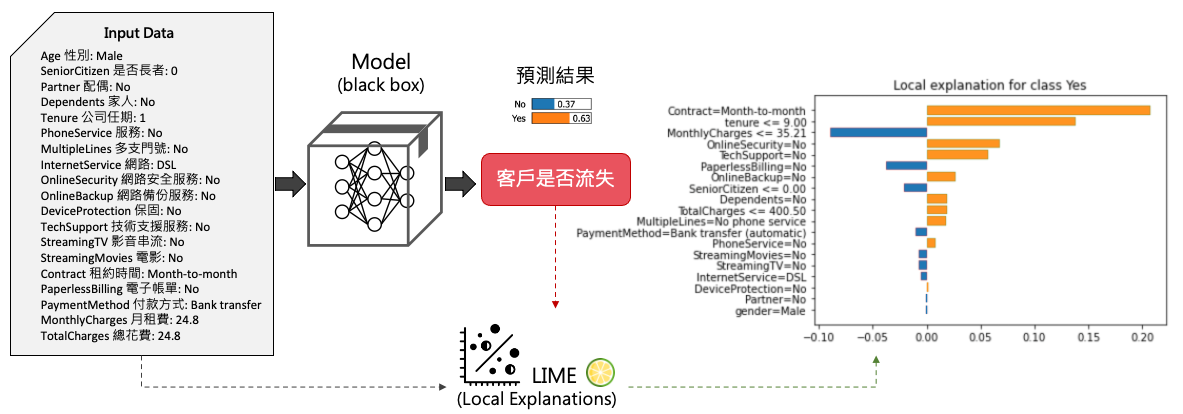 Input Data
Age 性別: Male
SeniorCitizen 是否長者: 0
Partner 配偶: No
Dependents 家人: No
Tenure 公司任期: 1
PhoneService 服務: No
MultipleLines 多支門號: No
InternetService 網路: DSL
OnlineSecurity 網路安全服務: No
OnlineBackup 網路備份服務: No
DeviceProtection 保固: No
TechSupport 技術支援服務: No
StreamingTV 影音串流: No
StreamingMovies 電影: No
Contract 租約時間: Month-to-month
PaperlessBilling 電子帳單: No
PaymentMethod 付款方式: Bank transfer
MonthlyCharges 月租費: 24.8
TotalCharges 總花費: 24.8
Model
(black box)
預測結果
No 0.37
Yes 0.63
客戶是否流失
LIME
(Local Explanations)
Local explanation for class Yes
Contract=Month-to-month
tenure <= 9.00
MonthlyCharges <= 35.21
OnlineSecurity=No
TechSupport=No
PaperlessBilling=No
OnlineBackup=No
SeniorCitizen <= 0.00
Dependents=No
TotalCharges <= 400.50
MultipleLines=No phone service
PaymentMethod=Bank transfer (automatic)
PhoneService=No
StreamingMovies=No
StreamingTV=No
InternetService=DSL
DeviceProtection=No
Partner=No
gender=Male
−0.10 −0.05 0.00 0.05 0.10 0.15 0.20